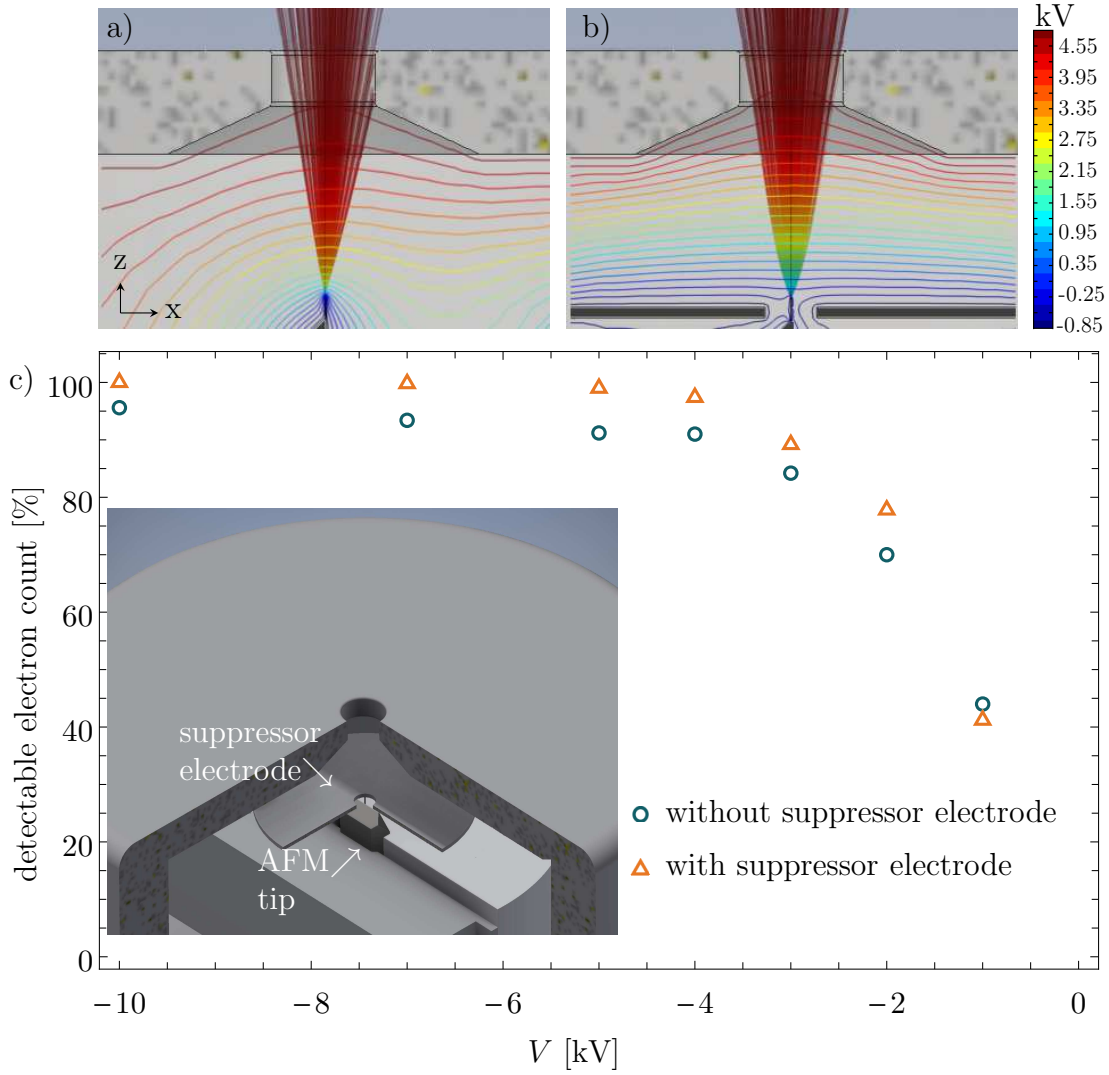 a)
b)
kV
4.55
3.95
3.35
2.75
1.55
0.95
0.35
-0.25
-0.85
z
x
c)
detectable electron count [%]
100
80
60
40
20
0
suppressor
electrode
AFM
tip
without suppressor electrode
with suppressor electrode
−10
−8
−6
−4
−2
0
V [kV]